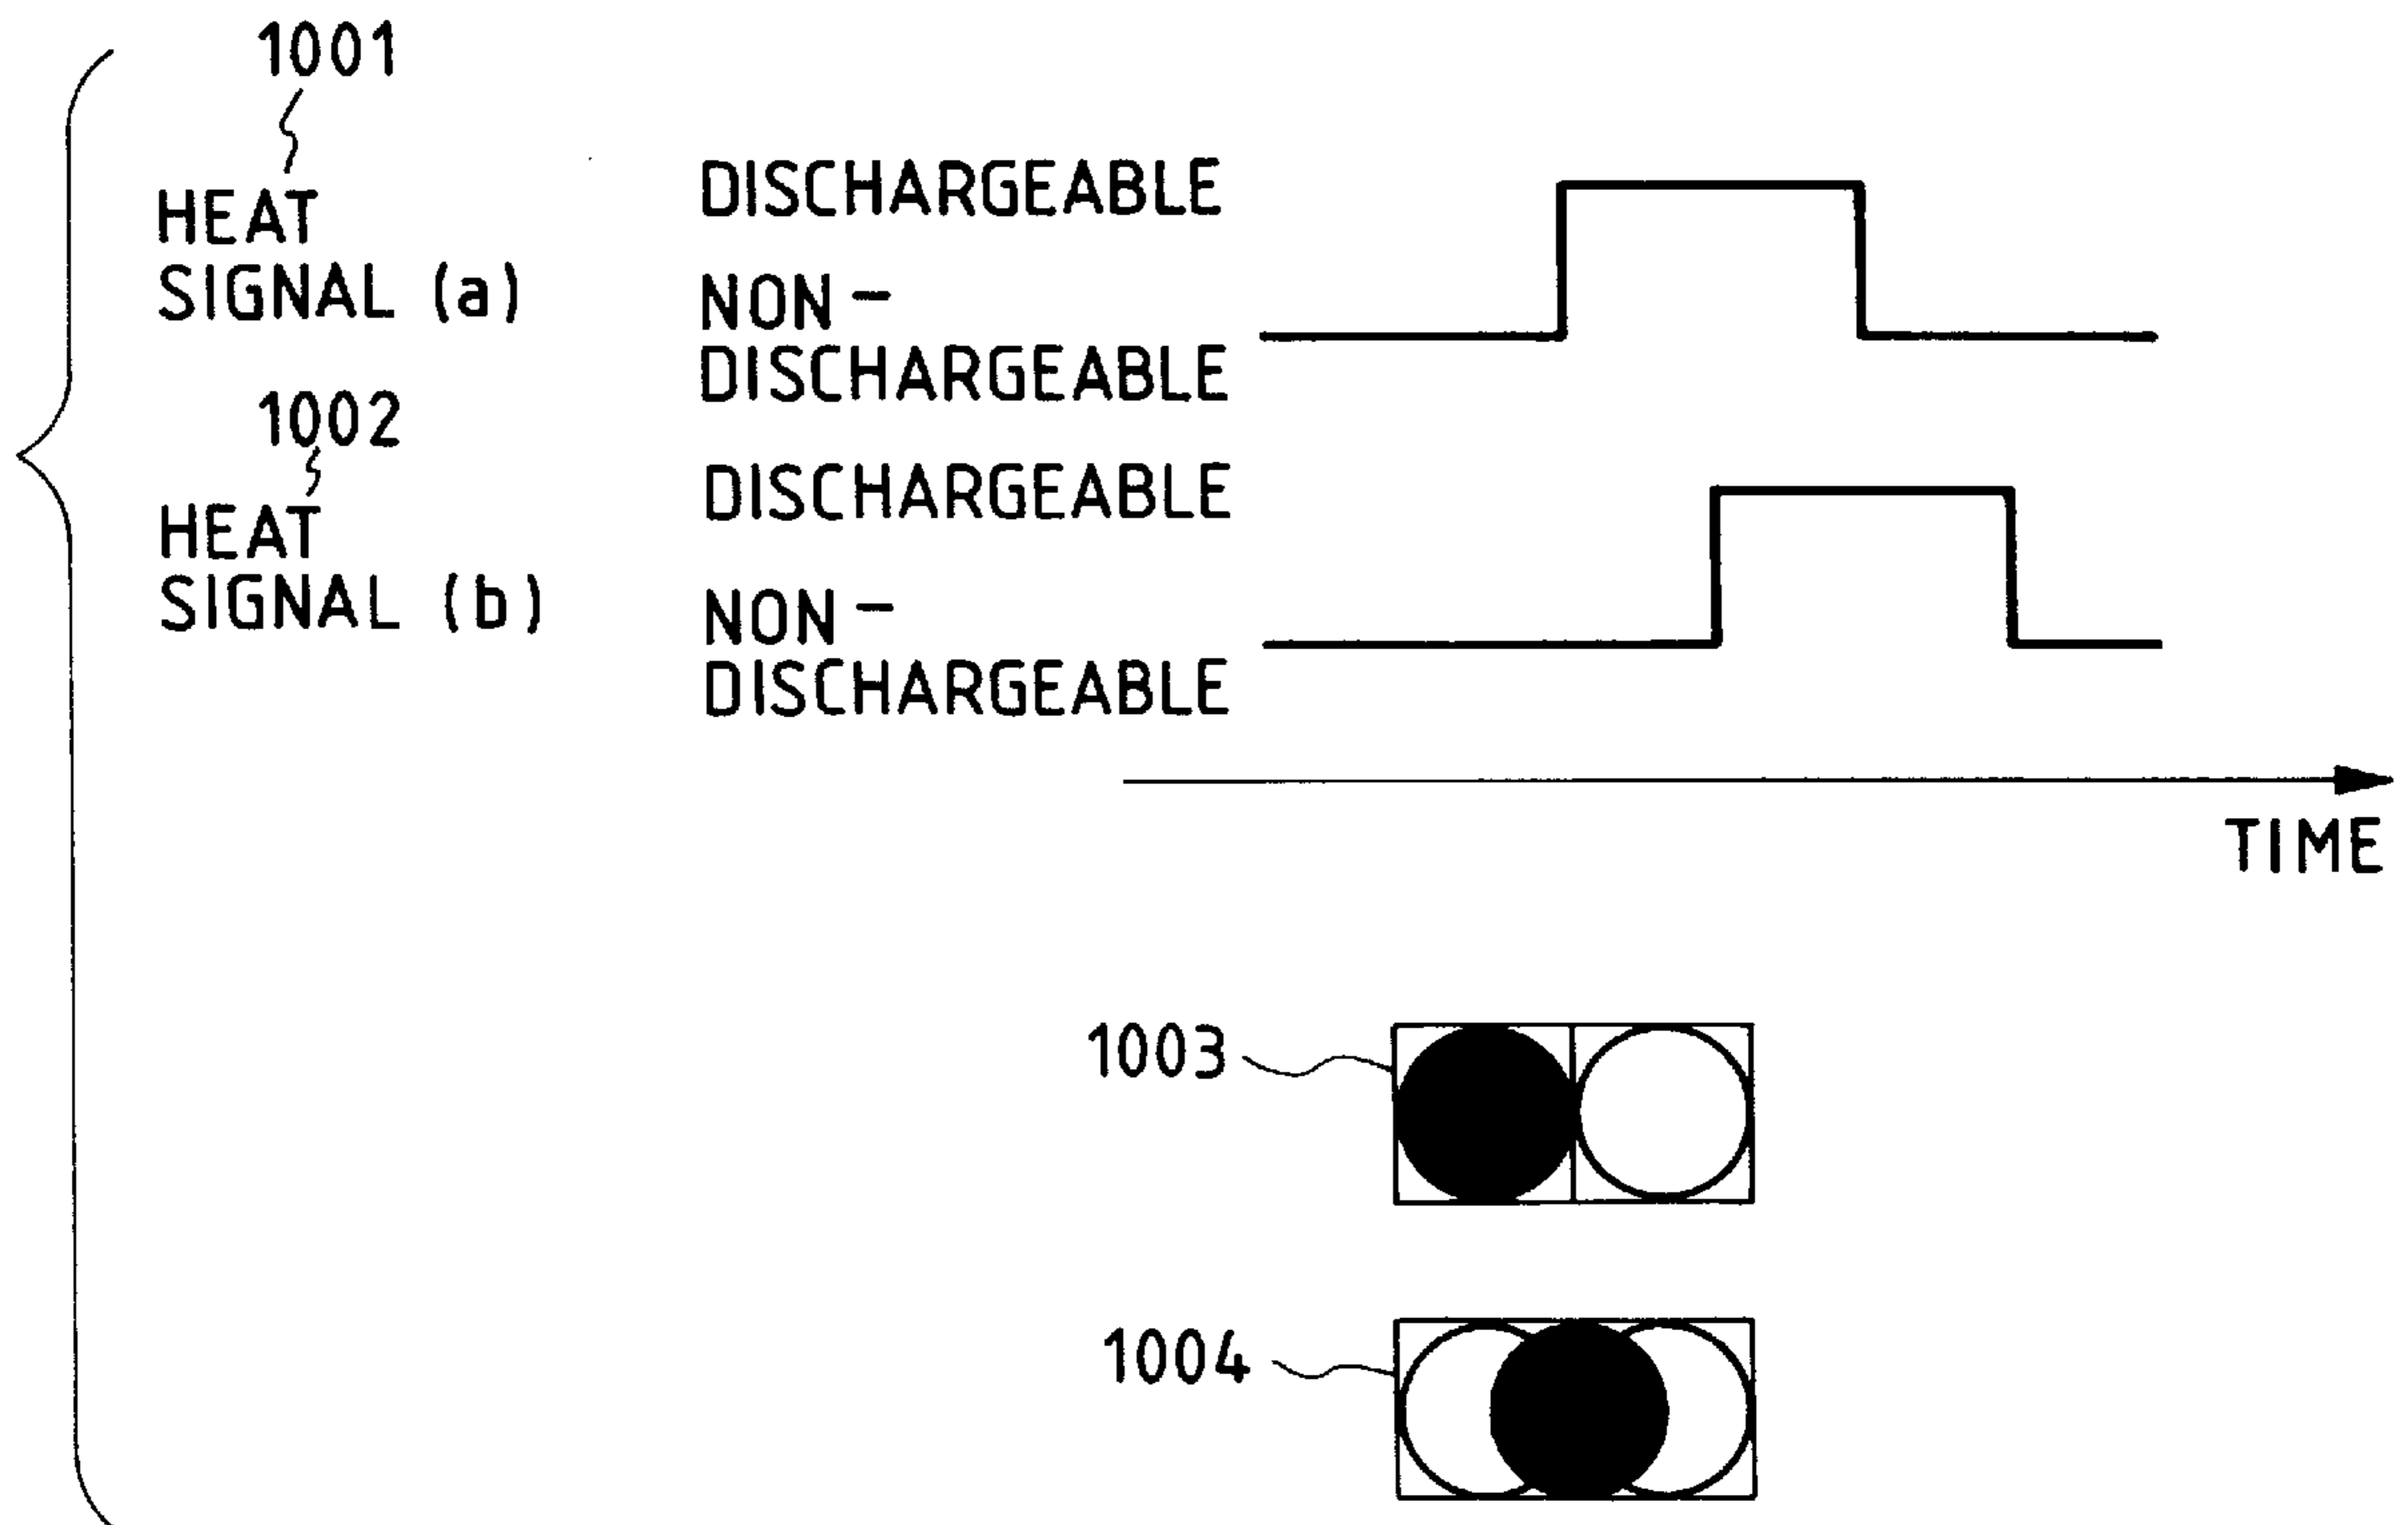 1001
HEAT
SIGNAL (a)
DISCHARGEABLE
NON-
DISCHARGEABLE
1002
HEAT
SIGNAL (b)
DISCHARGEABLE
NON-
DISCHARGEABLE
TIME
1003
1004